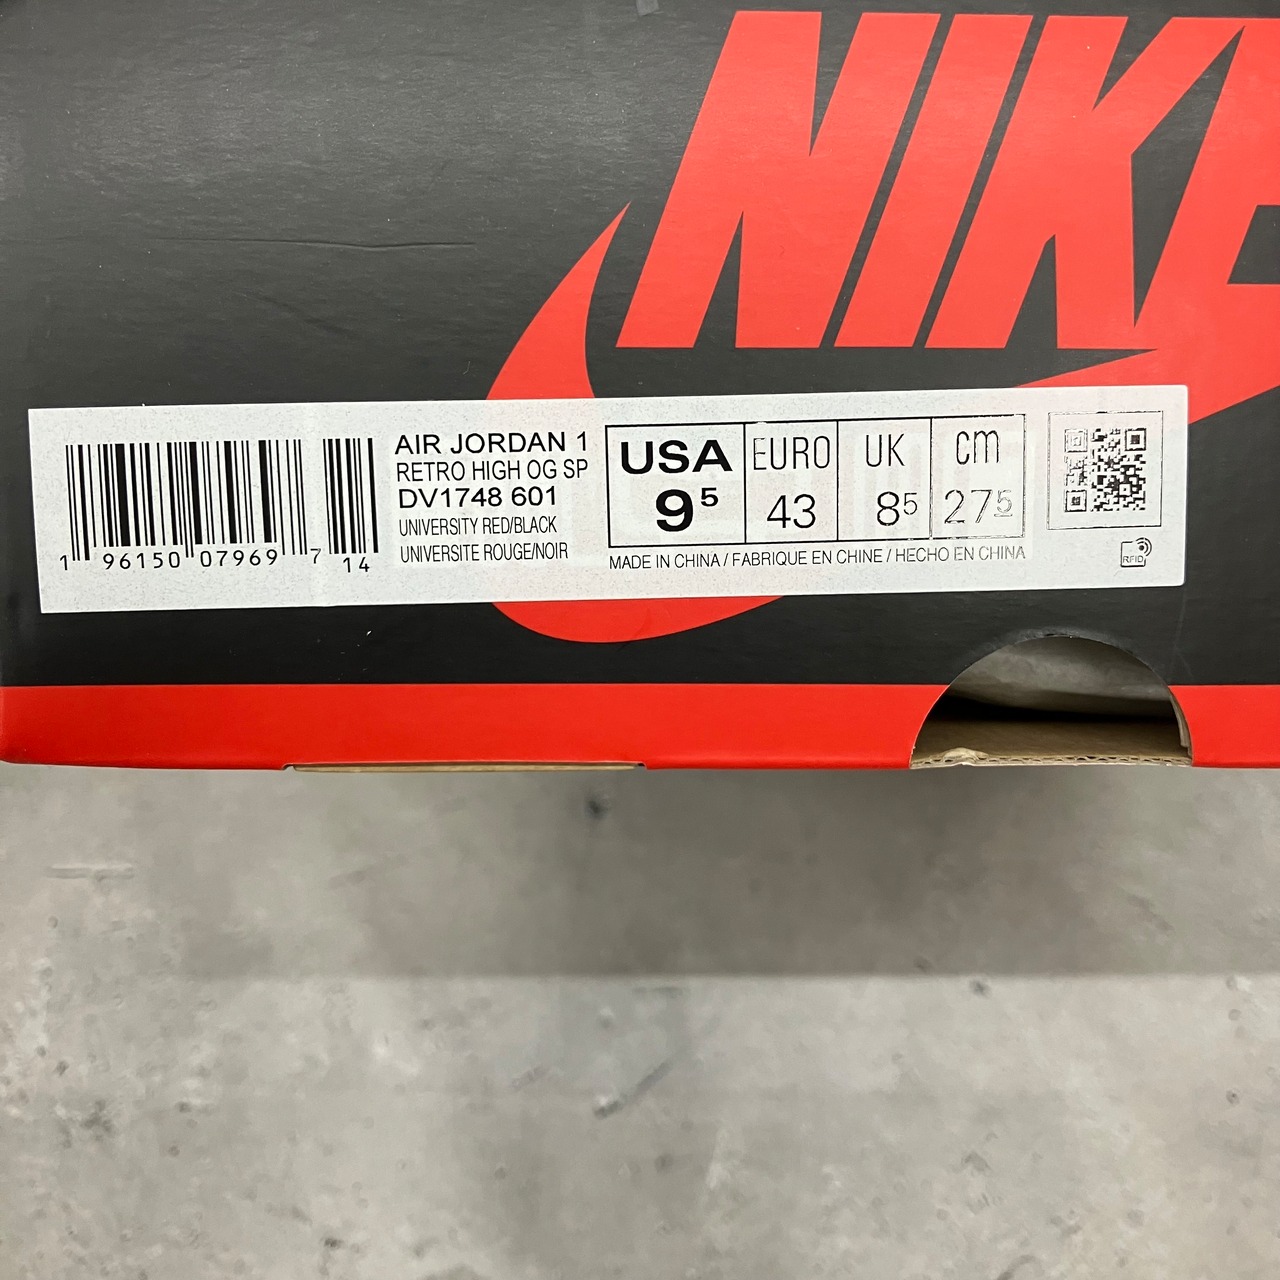 NIKE
AIR JORDAN 1
RETRO HIGH OG SP
DV1748 601
UNIVERSITY RED/BLACK
UNIVERSITE ROUGE/NOIR
1 96150 07969 7 14
USA EURO UK cm
9⁵ 43 8⁵ 27⁵
MADE IN CHINA / FABRIQUE EN CHINE / HECHO EN CHINA
RFID